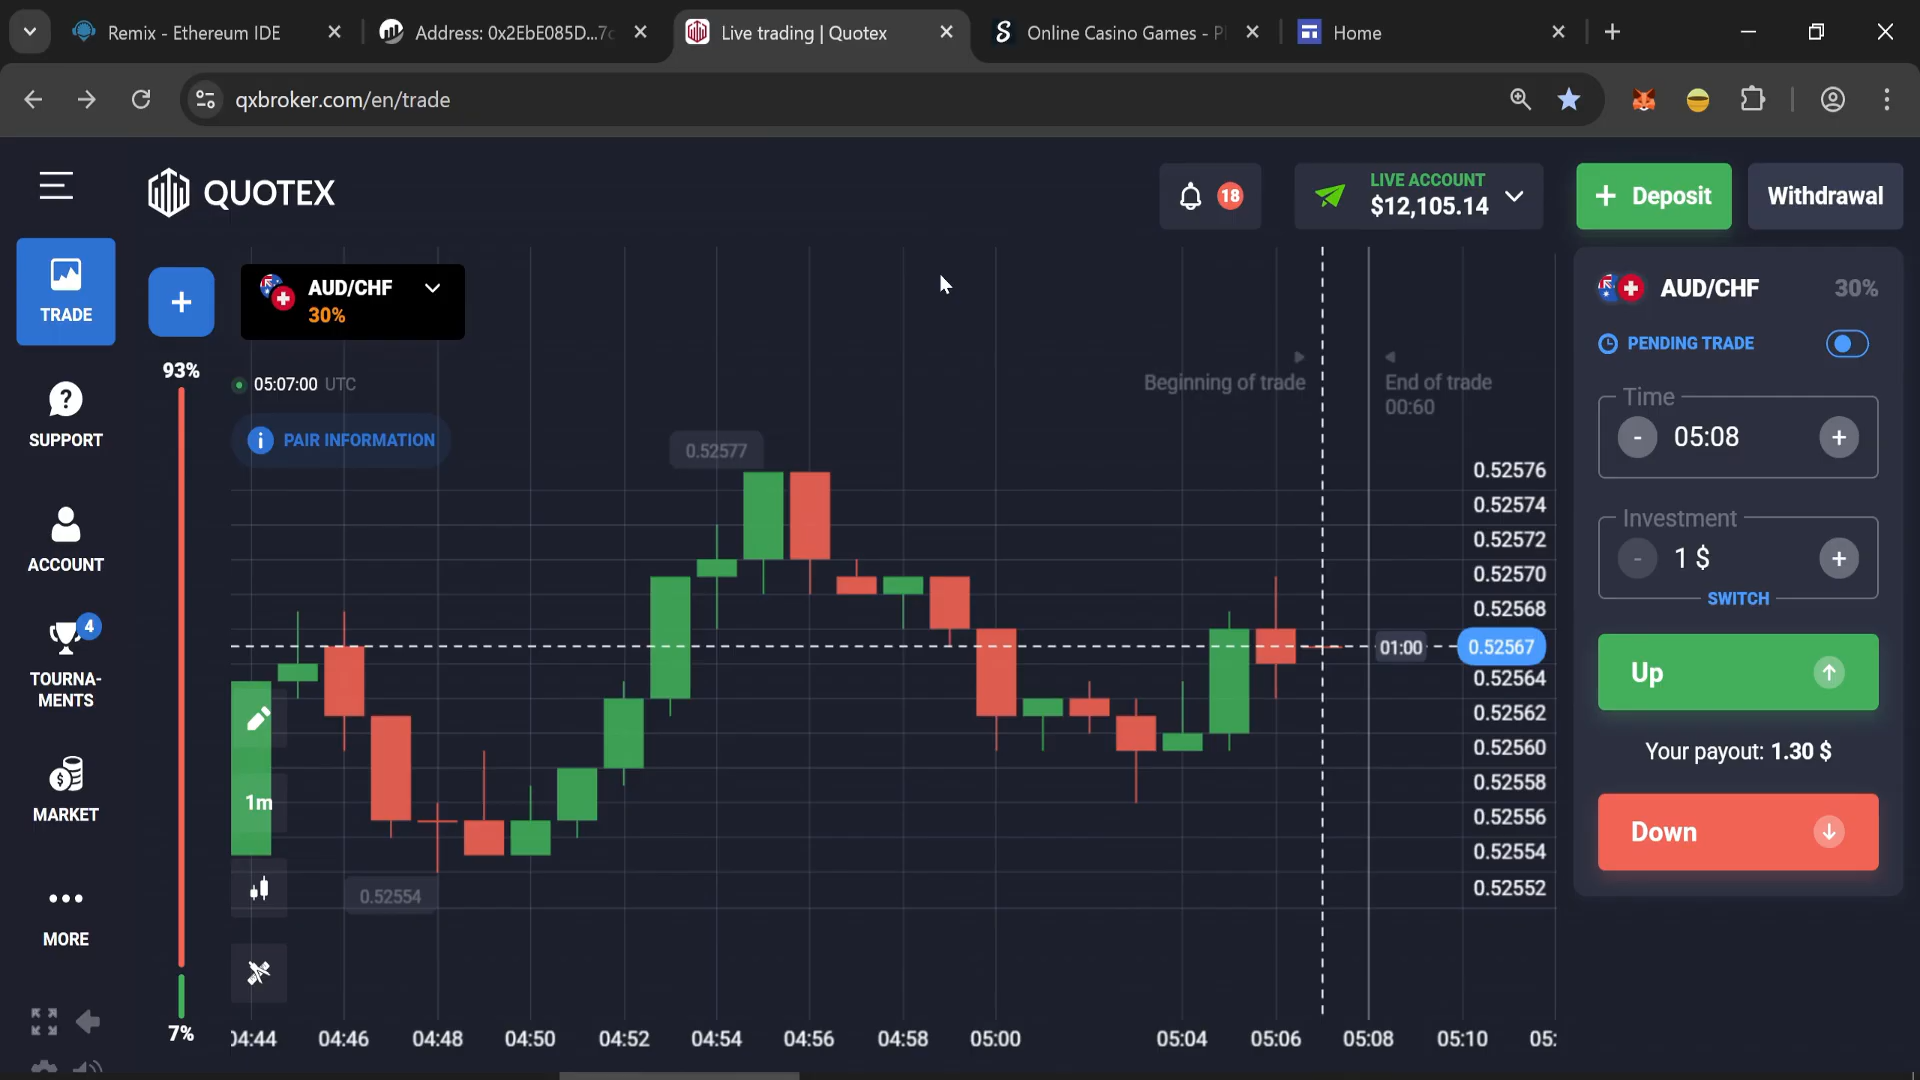 Remix - Ethereum IDE
Address: 0x2EbE085D...7c
Live trading | Quotex
Online Casino Games - Pl
Home
qxbroker.com/en/trade
QUOTEX
18
LIVE ACCOUNT
$12,105.14
+ Deposit
Withdrawal
TRADE
SUPPORT
ACCOUNT
4
TOURNA-
MENTS
MARKET
MORE
+
AUD/CHF
30%
93%
7%
05:07:00 UTC
PAIR INFORMATION
Beginning of trade
End of trade
00:60
0.52577
0.52554
1m
01:00
0.52576
0.52574
0.52572
0.52570
0.52568
0.52567
0.52564
0.52562
0.52560
0.52558
0.52556
0.52554
0.52552
04:44 04:46 04:48 04:50 04:52 04:54 04:56 04:58 05:00 05:04 05:06 05:08 05:10 05:
AUD/CHF 30%
PENDING TRADE
Time
- 05:08 +
Investment
- 1 $ +
SWITCH
Up
Your payout: 1.30 $
Down